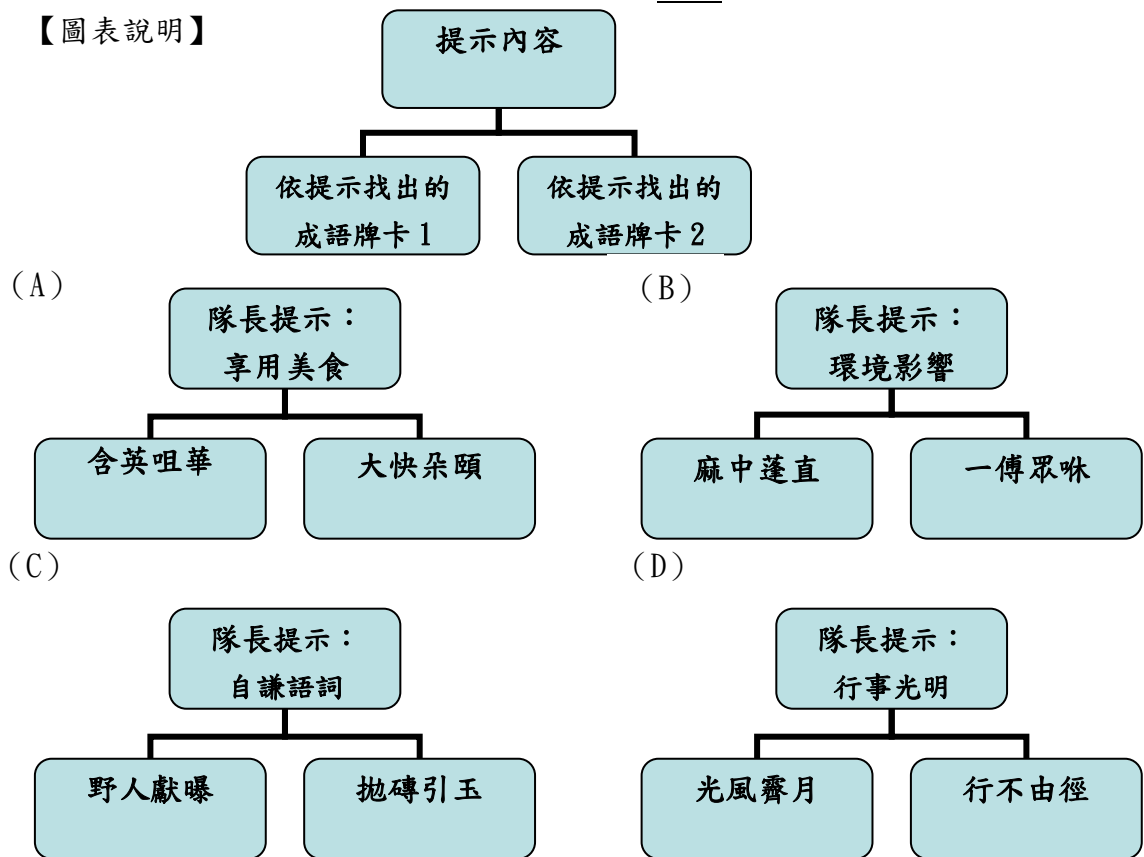 【圖表說明】
提示內容
依提示找出的
成語牌卡1
依提示找出的
成語牌卡2
(A)
隊長提示：
享用美食
含英咀華
大快朵頤
(B)
隊長提示：
環境影響
麻中蓬直
一傅眾咻
(C)
隊長提示：
自謙語詞
野人獻曝
拋磚引玉
(D)
隊長提示：
行事光明
光風霽月
行不由徑